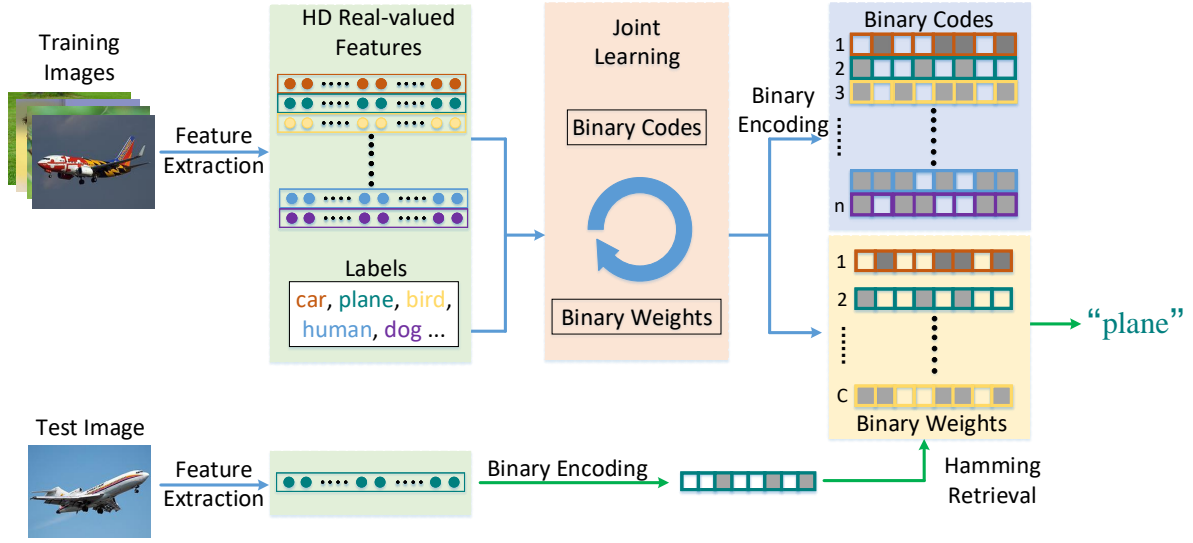 Training
Images
Feature
Extraction
HD Real-valued
Features
Labels
car, plane, bird,
human, dog ...
Joint
Learning
Binary Codes
Binary Weights
Binary
Encoding
Binary Codes
1
2
3
n
1
2
C
Binary Weights
“plane”
Test Image
Feature
Extraction
Binary Encoding
Hamming
Retrieval